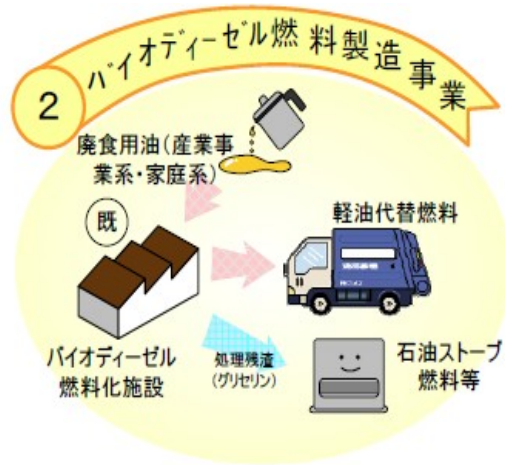 2
バイオディーゼル燃料製造事業
廃食用油(産業事
業系・家庭系)
既
軽油代替燃料
バイオディーゼル
燃料化施設
処理残渣
(グリセリン)
石油ストーブ
燃料等